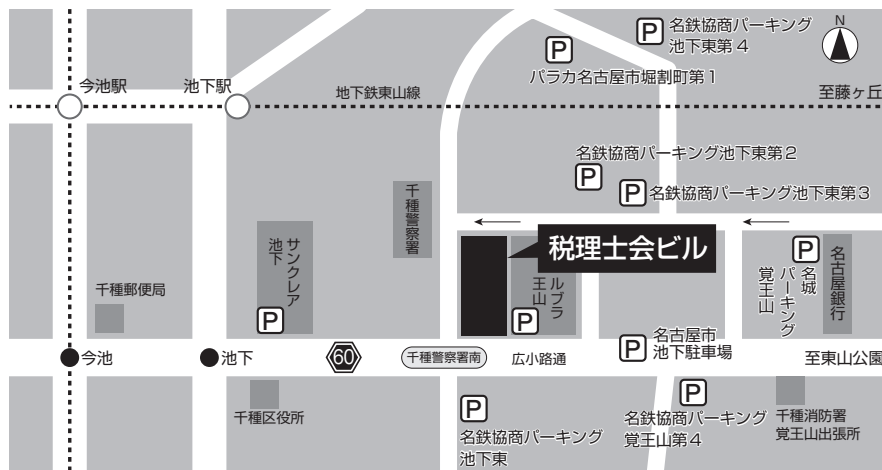 名鉄協商パーキング
池下東第4
N
P
P
パラカ名古屋市堀割町第1
今池駅
池下駅
地下鉄東山線
至藤ヶ丘
名鉄協商パーキング池下東第2
P
P
名鉄協商パーキング池下東第3
千種警察署
サンクレア
池下
P
税理士会ビル
ルブラ
王山
P
P
名城
パーキング
覚王山
名古屋銀行
千種郵便局
今池
池下
60
千種警察署南
広小路通
P
名古屋市
池下駐車場
至東山公園
千種区役所
P
名鉄協商パーキング
池下東
P
名鉄協商パーキング
覚王山第4
千種消防署
覚王山出張所